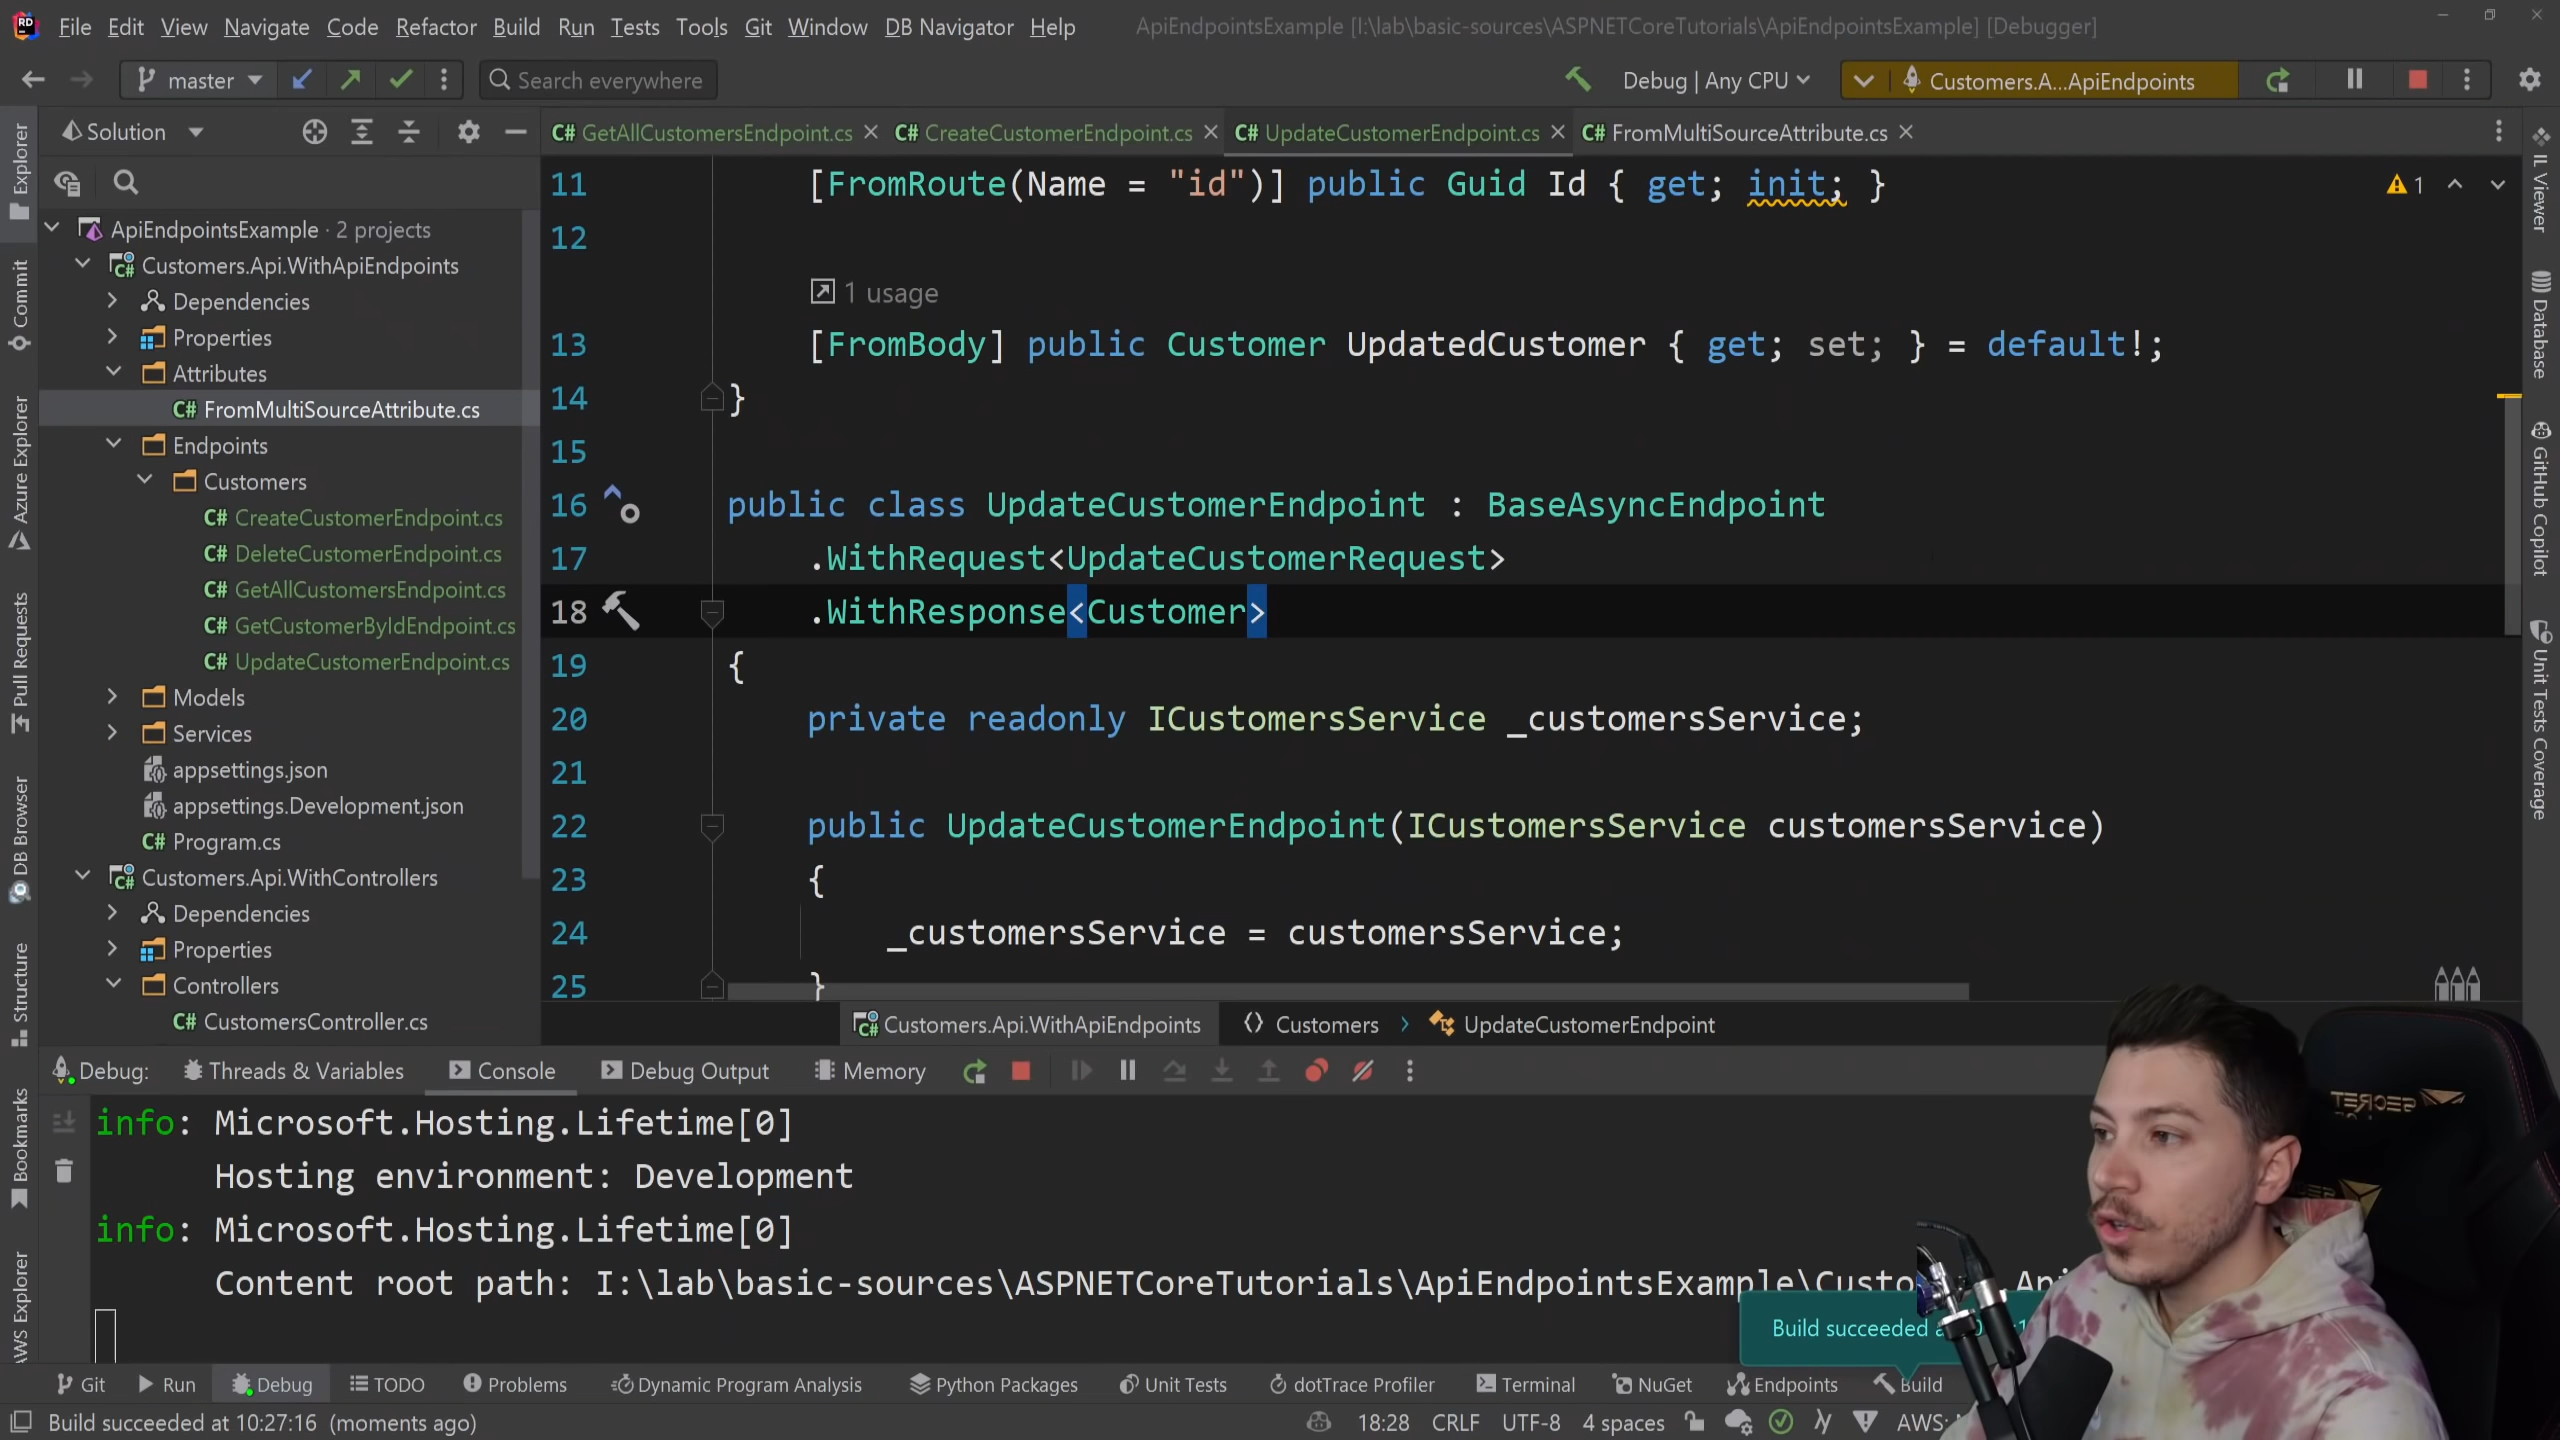 File Edit View Navigate Code Refactor Build Run Tests Tools Git Window DB Navigator Help ApiEndpointsExample [I:\lab\basic-sources\ASPNETCoreTutorials\ApiEndpointsExample] [Debugger]
master Search everywhere Debug | Any CPU Customers.A...ApiEndpoints
Solution
GetAllCustomersEndpoint.cs CreateCustomerEndpoint.cs UpdateCustomerEndpoint.cs FromMultiSourceAttribute.cs
Explorer
Commit
Azure Explorer
Pull Requests
DB Browser
Structure
Bookmarks
AWS Explorer
ApiEndpointsExample · 2 projects
Customers.Api.WithApiEndpoints
Dependencies
Properties
Attributes
C# FromMultiSourceAttribute.cs
Endpoints
Customers
C# CreateCustomerEndpoint.cs
C# DeleteCustomerEndpoint.cs
C# GetAllCustomersEndpoint.cs
C# GetCustomerByIdEndpoint.cs
C# UpdateCustomerEndpoint.cs
Models
Services
appsettings.json
appsettings.Development.json
C# Program.cs
Customers.Api.WithControllers
Dependencies
Properties
Controllers
C# CustomersController.cs
11 [FromRoute(Name = "id")] public Guid Id { get; init; }
1
12
1 usage
13 [FromBody] public Customer UpdatedCustomer { get; set; } = default!;
14 }
15
16 public class UpdateCustomerEndpoint : BaseAsyncEndpoint
17 .WithRequest<UpdateCustomerRequest>
18 .WithResponse<Customer>
19 {
20 private readonly ICustomersService _customersService;
21
22 public UpdateCustomerEndpoint(ICustomersService customersService)
23 {
24 _customersService = customersService;
25 }
Customers.Api.WithApiEndpoints Customers UpdateCustomerEndpoint
IL Viewer
Database
GitHub Copilot
Unit Tests Coverage
Debug: Threads & Variables Console Debug Output Memory
info: Microsoft.Hosting.Lifetime[0]
Hosting environment: Development
info: Microsoft.Hosting.Lifetime[0]
Content root path: I:\lab\basic-sources\ASPNETCoreTutorials\ApiEndpointsExample\Custo
Build succeeded
SECRET
Git Run Debug TODO Problems Dynamic Program Analysis Python Packages Unit Tests dotTrace Profiler Terminal NuGet Endpoints Build
Build succeeded at 10:27:16 (moments ago) 18:28 CRLF UTF-8 4 spaces AWS: